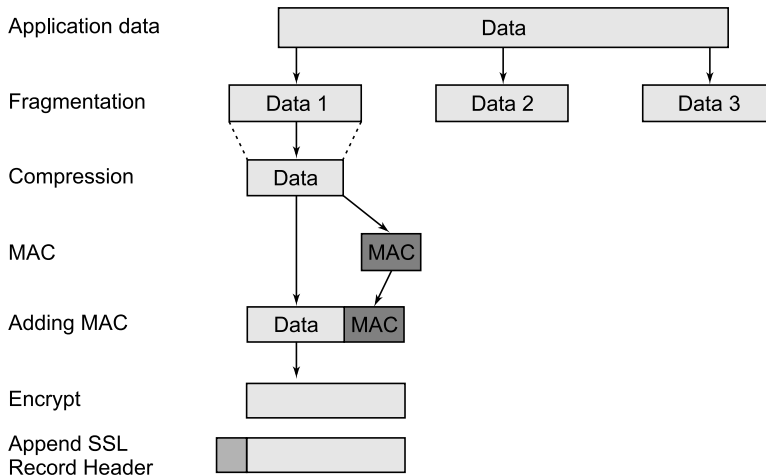 Application data
Data
Fragmentation
Data 1
Data 2
Data 3
Compression
Data
MAC
MAC
Adding MAC
Data
MAC
Encrypt
Append SSL
Record Header